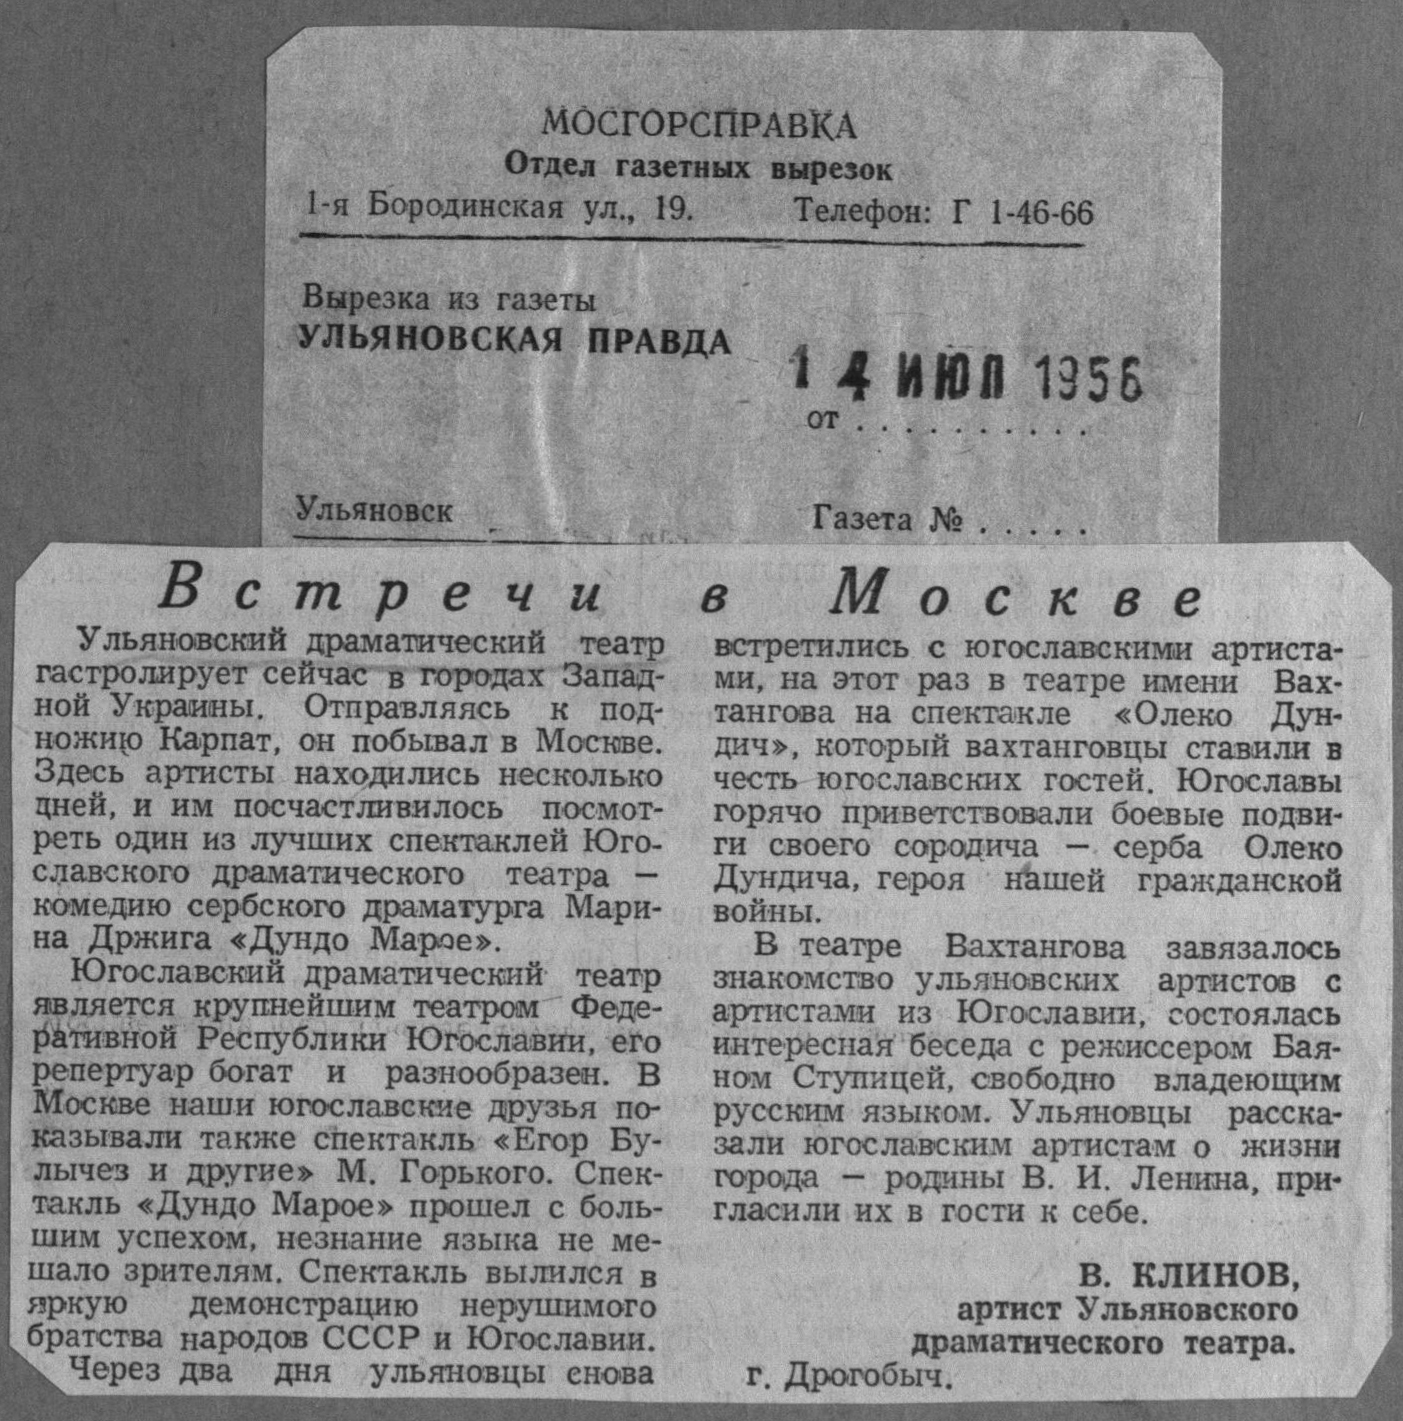 МОСГОРСПРАВКА
Отдел газетных вырезок
1-я Бородинская ул., 19. Телефон: Г 1-46-66
Вырезка из газеты
УЛЬЯНОВСКАЯ ПРАВДА
14 ИЮЛ 1956
от . . . . . . . . . .
Ульяновск Газета № . . . . .
Встречи в Москве
Ульяновский драматический театр
гастролирует сейчас в городах Запад-
ной Украины. Отправляясь к под-
ножию Карпат, он побывал в Москве.
Здесь артисты находились несколько
дней, и им посчастливилось посмот-
реть один из лучших спектаклей Юго-
славского драматического театра —
комедию сербского драматурга Мари-
на Држига «Дундо Марое».
Югославский драматический театр
является крупнейшим театром Феде-
ративной Республики Югославии, его
репертуар богат и разнообразен. В
Москве наши югославские друзья по-
казывали также спектакль «Егор Бу-
лычез и другие» М. Горького. Спек-
такль «Дундо Марое» прошел с боль-
шим успехом, незнание языка не ме-
шало зрителям. Спектакль вылился в
яркую демонстрацию нерушимого
братства народов СССР и Югославии.
Через два дня ульяновцы снова
встретились с югославскими артиста-
ми, на этот раз в театре имени Вах-
тангова на спектакле «Олеко Дун-
дич», который вахтанговцы ставили в
честь югославских гостей. Югославы
горячо приветствовали боевые подви-
ги своего сородича — серба Олеко
Дундича, героя нашей гражданской
войны.
В театре Вахтангова завязалось
знакомство ульяновских артистов с
артистами из Югославии, состоялась
интересная беседа с режиссером Бая-
ном Ступицей, свободно владеющим
русским языком. Ульяновцы расска-
зали югославским артистам о жизни
города — родины В. И. Ленина, при-
гласили их в гости к себе.
В. КЛИНОВ,
артист Ульяновского
драматического театра.
г. Дрогобыч.